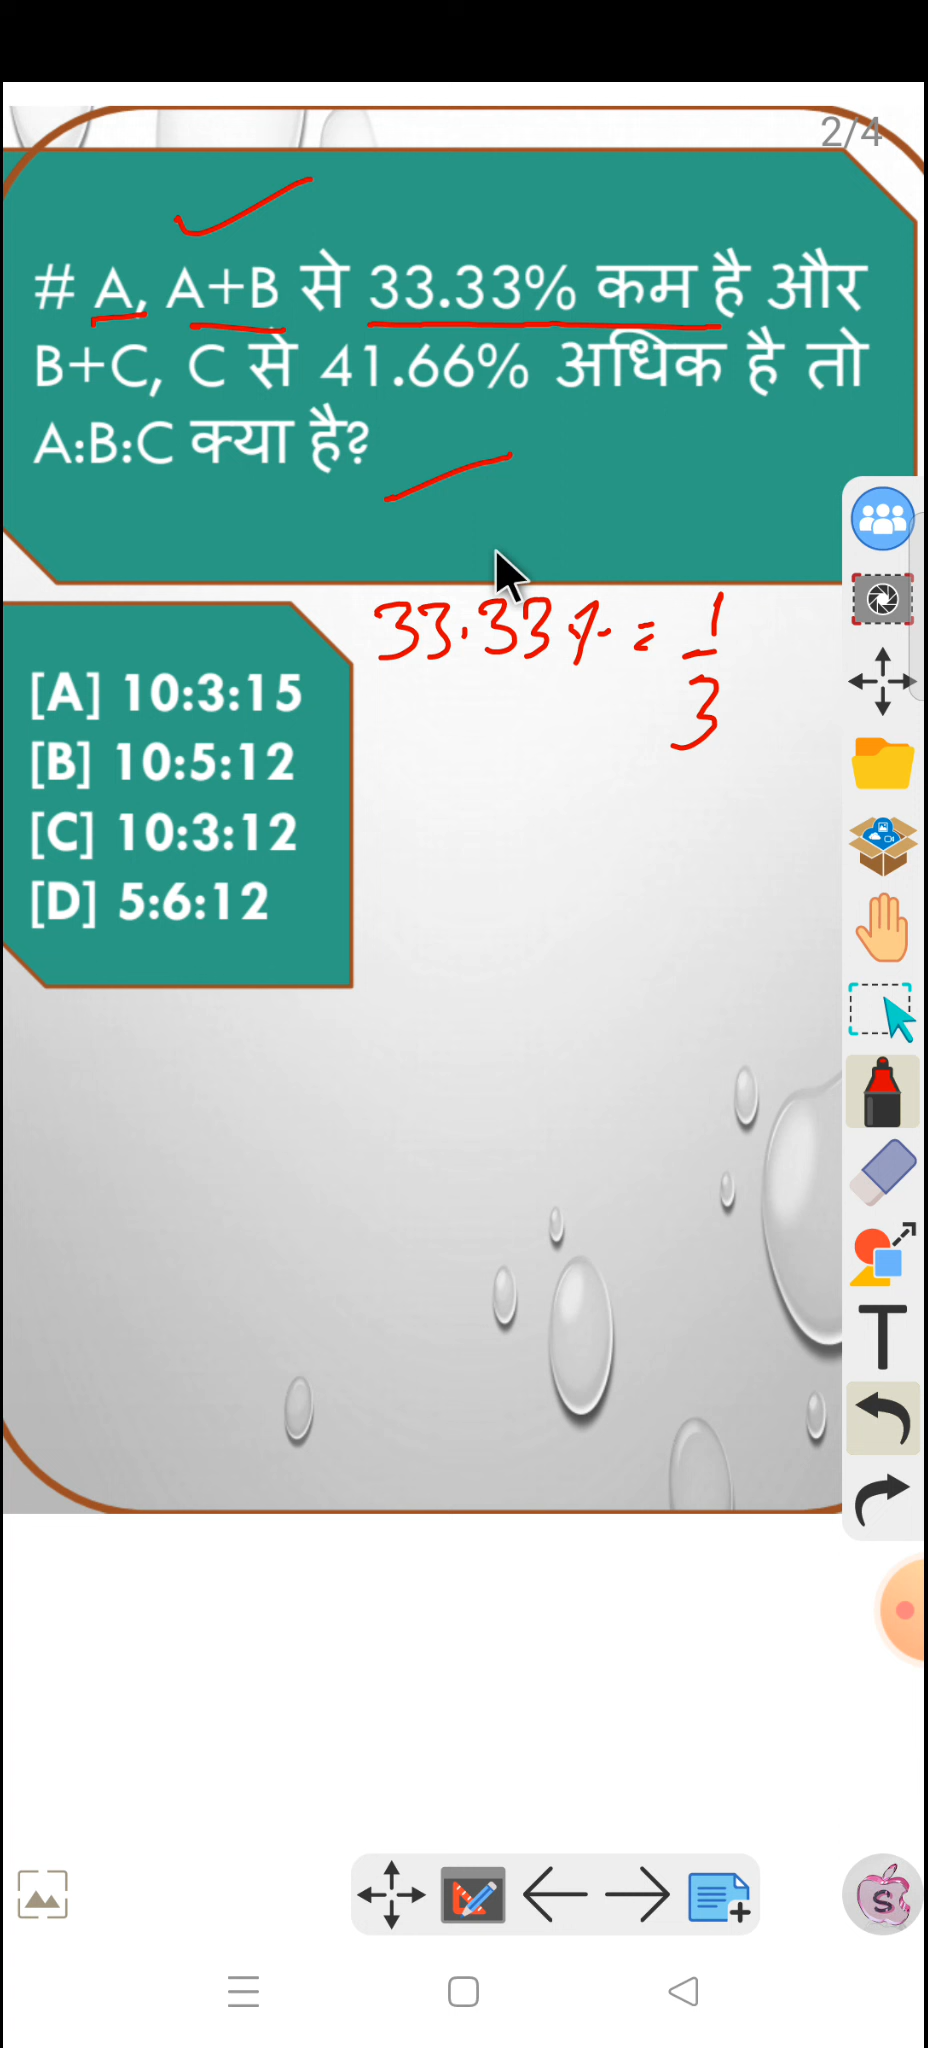 2/4
# A, A+B से 33.33% कम है और
B+C, C से 41.66% अधिक है तो
A:B:C क्या है?
33.33% = 1/3
[A] 10:3:15
[B] 10:5:12
[C] 10:3:12
[D] 5:6:12
T
S